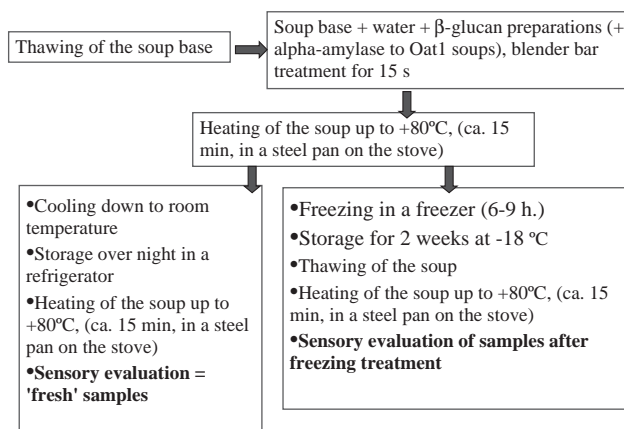 Thawing of the soup base
Soup base + water + β-glucan preparations (+
alpha-amylase to Oat1 soups), blender bar
treatment for 15 s
Heating of the soup up to +80ºC, (ca. 15
min, in a steel pan on the stove)
•Cooling down to room
temperature
•Storage over night in a
refrigerator
•Heating of the soup up to
+80ºC, (ca. 15 min, in a steel
pan on the stove)
•Sensory evaluation =
'fresh' samples
•Freezing in a freezer (6-9 h.)
•Storage for 2 weeks at -18 ºC
•Thawing of the soup
•Heating of the soup up to +80ºC, (ca. 15
min, in a steel pan on the stove)
•Sensory evaluation of samples after
freezing treatment